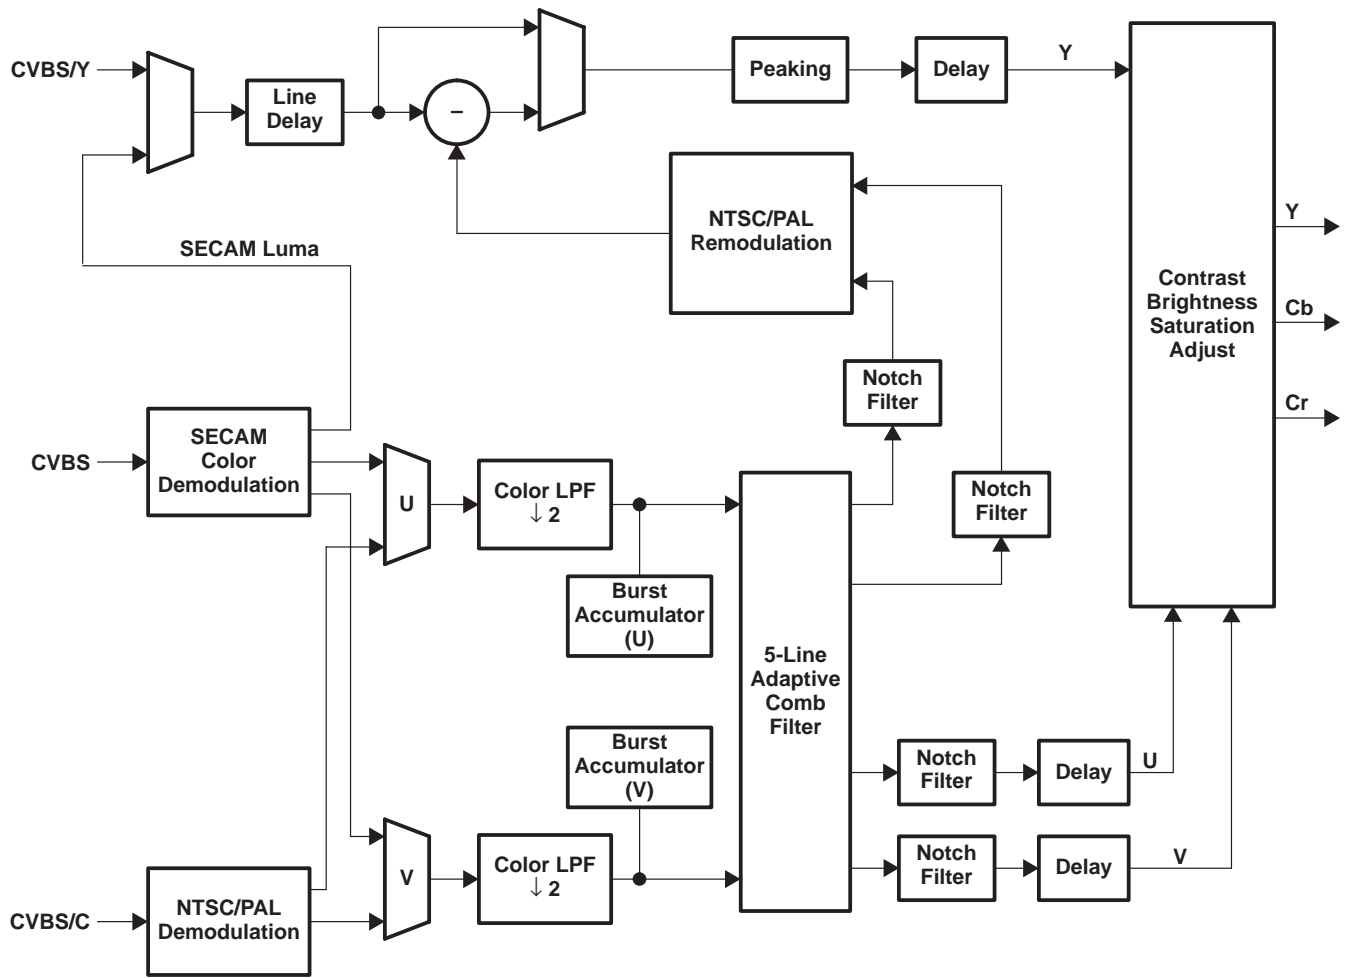 CVBS/Y
Line
Delay
−
Peaking
Delay
Y
NTSC/PAL
Remodulation
SECAM Luma
Contrast
Brightness
Saturation
Adjust
Y
Cb
Cr
Notch
Filter
Notch
Filter
CVBS
SECAM
Color
Demodulation
U
Color LPF
↓ 2
Burst
Accumulator
(U)
5-Line
Adaptive
Comb
Filter
Burst
Accumulator
(V)
Notch
Filter
Delay
U
Notch
Filter
Delay
V
CVBS/C
NTSC/PAL
Demodulation
V
Color LPF
↓ 2